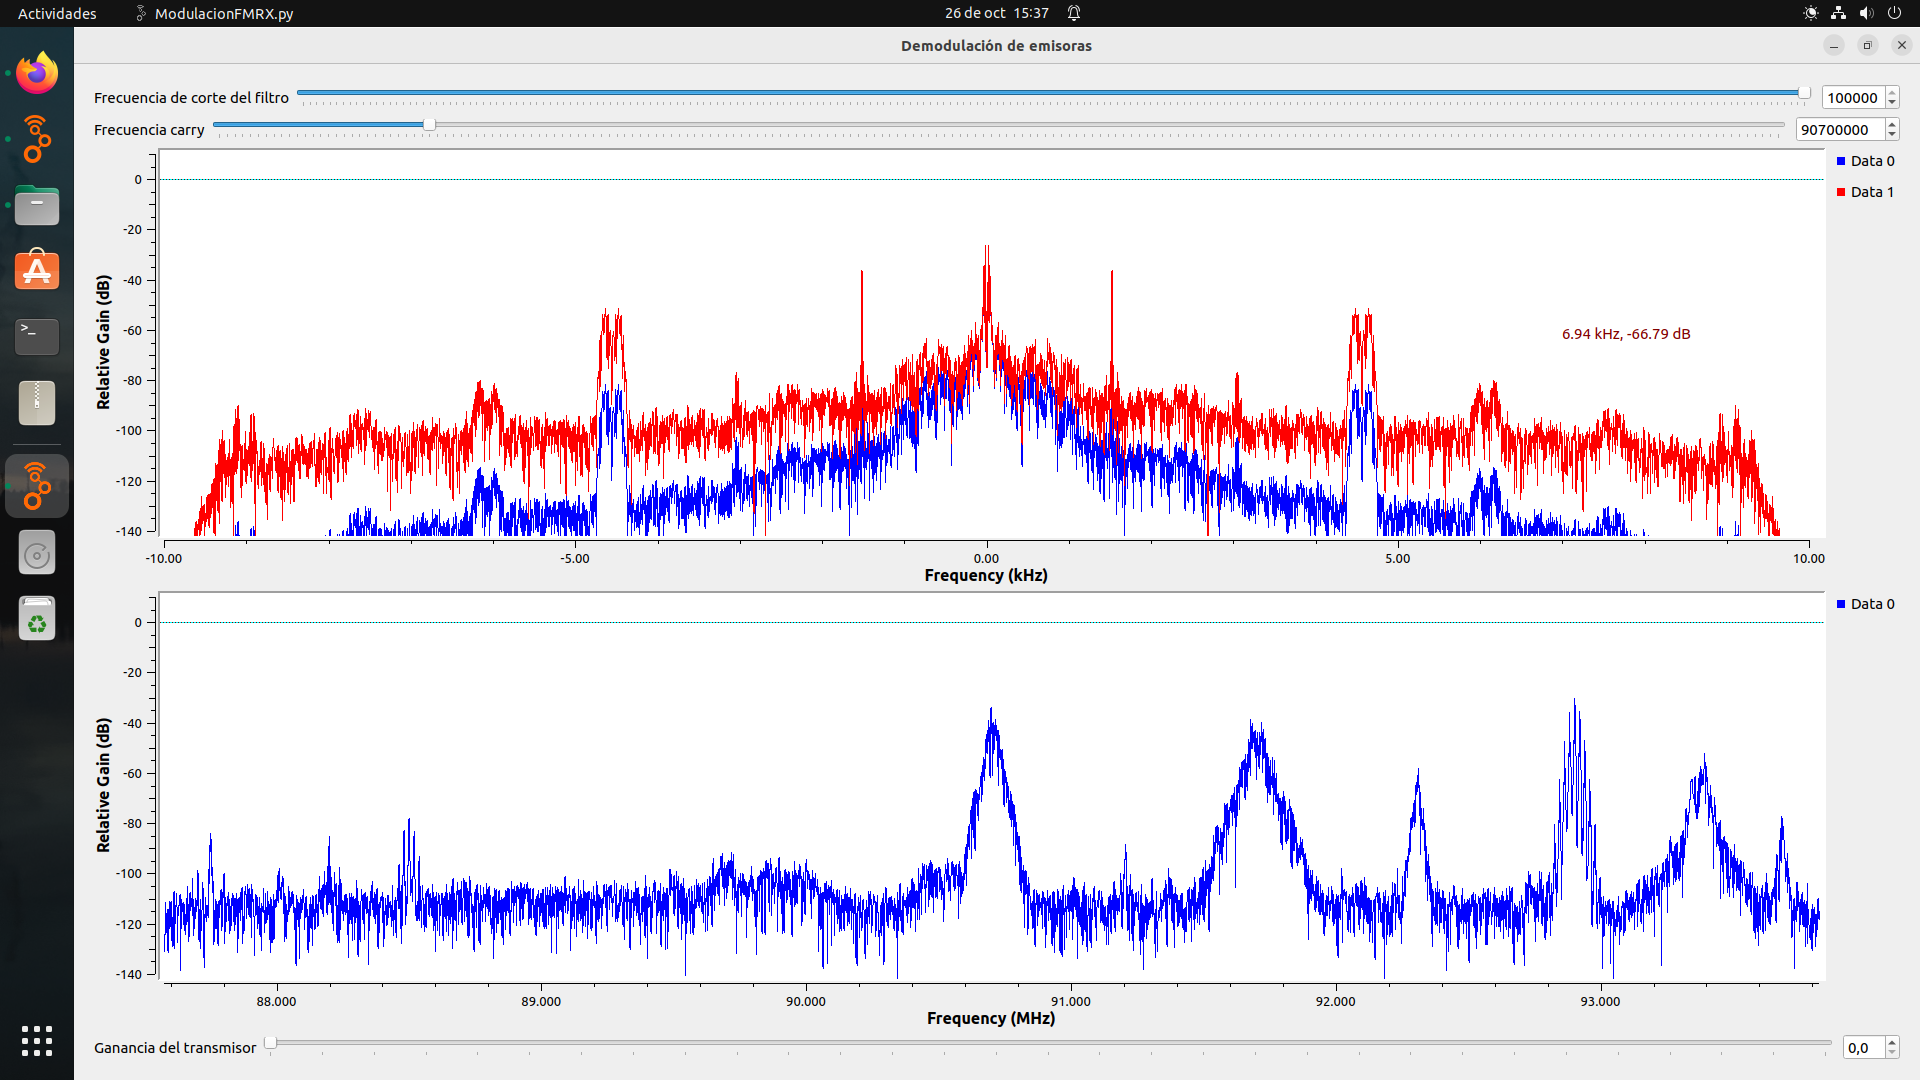 Actividades
ModulacionFMRX.py
26 de oct 15:37
Demodulación de emisoras
Frecuencia de corte del filtro
100000
Frecuencia carry
90700000
0
-20
-40
-60
-80
-100
-120
-140
Relative Gain (dB)
6.94 kHz, -66.79 dB
Data 0
Data 1
-10.00
-5.00
0.00
5.00
10.00
Frequency (kHz)
0
-20
-40
-60
-80
-100
-120
-140
Relative Gain (dB)
Data 0
88.000
89.000
90.000
91.000
92.000
93.000
Frequency (MHz)
Ganancia del transmisor
0,0